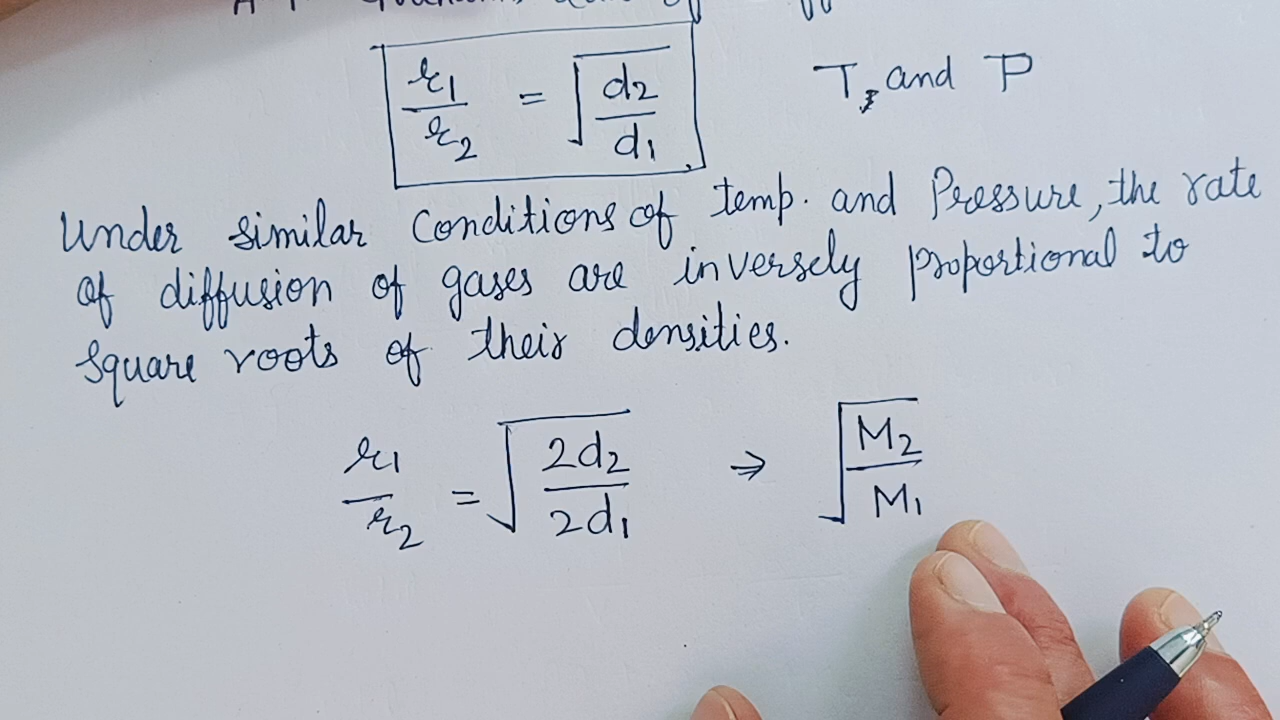 r1/r2 = √(d2/d1)    T, and P
Under similar Conditions of temp. and Pressure, the rate
of diffusion of gases are inversely proportional to
square roots of their densities.
r1/r2 = √(2d2/2d1) ⇒ √(M2/M1)